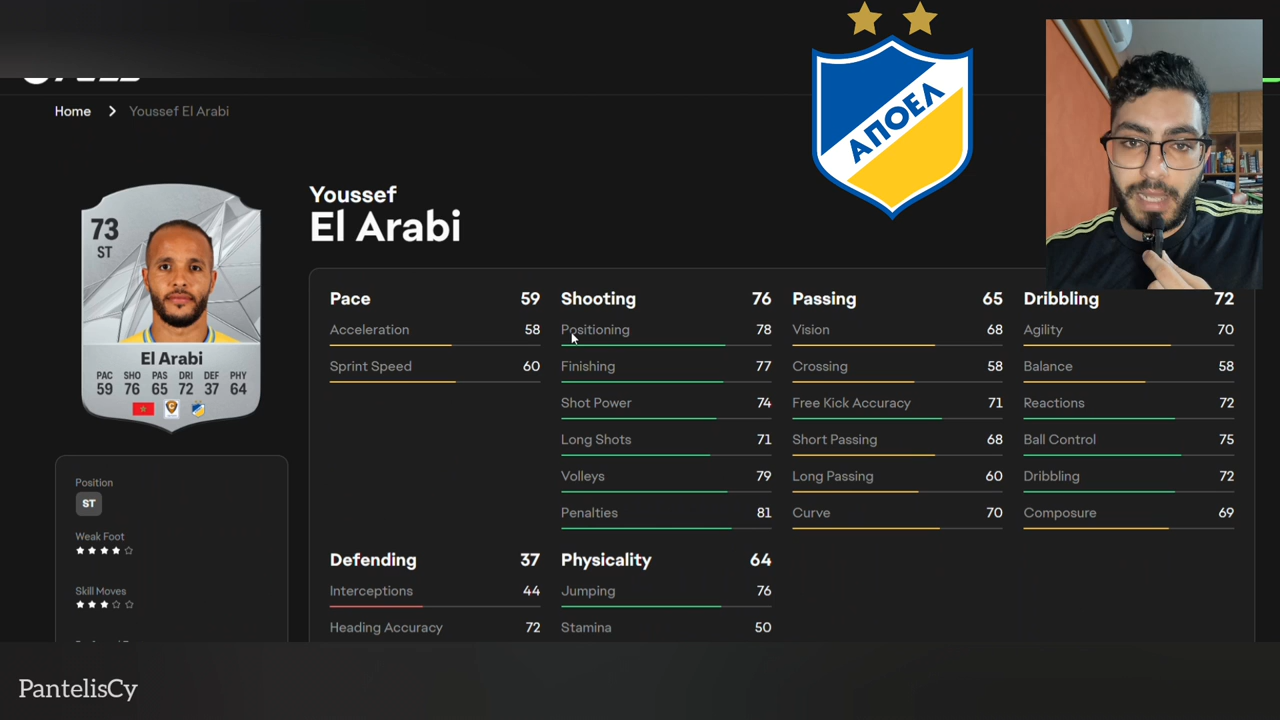 Home > Youssef El Arabi
ΑΠΟΕΛ
73
ST
El Arabi
PAC SHO PAS DRI DEF PHY
59 76 65 72 37 64
Youssef
El Arabi
Pace 59
Acceleration 58
Sprint Speed 60
Shooting 76
Positioning 78
Finishing 77
Shot Power 74
Long Shots 71
Volleys 79
Penalties 81
Passing 65
Vision 68
Crossing 58
Free Kick Accuracy 71
Short Passing 68
Long Passing 60
Curve 70
Dribbling 72
Agility 70
Balance 58
Reactions 72
Ball Control 75
Dribbling 72
Composure 69
Defending 37
Interceptions 44
Heading Accuracy 72
Physicality 64
Jumping 76
Stamina 50
Position
ST
Weak Foot
Skill Moves
PantelisCy